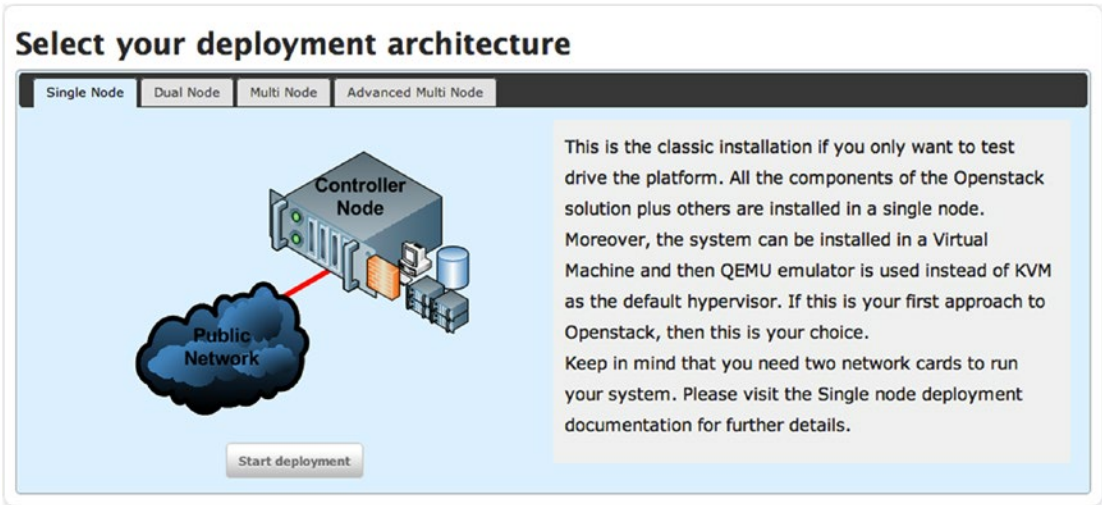 Select your deployment architecture
Single Node
Dual Node
Multi Node
Advanced Multi Node
Controller
Node
Public
Network
Start deployment
This is the classic installation if you only want to test
drive the platform. All the components of the Openstack
solution plus others are installed in a single node.
Moreover, the system can be installed in a Virtual
Machine and then QEMU emulator is used instead of KVM
as the default hypervisor. If this is your first approach to
Openstack, then this is your choice.
Keep in mind that you need two network cards to run
your system. Please visit the Single node deployment
documentation for further details.